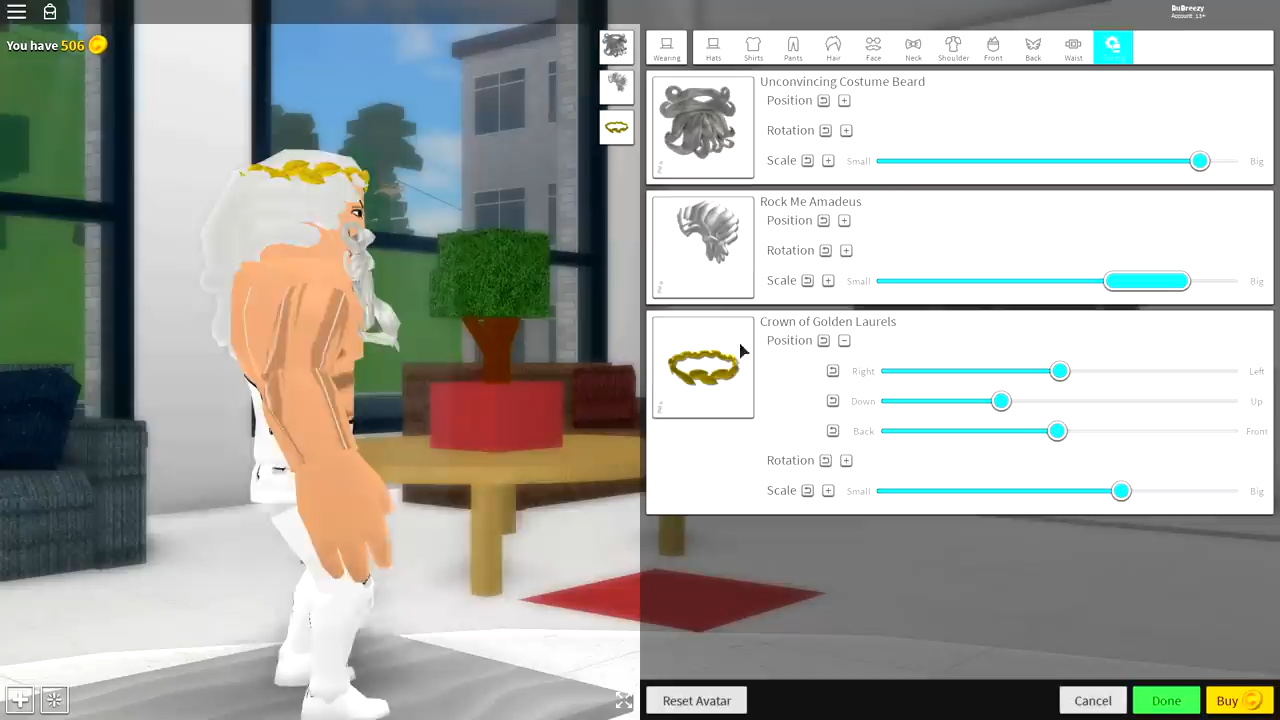 BuBreezy
Account: 13+
You have 506
Wearing
Hats
Shirts
Pants
Hair
Face
Neck
Shoulder
Front
Back
Waist
Unconvincing Costume Beard
Position
Rotation
Scale Small Big
Rock Me Amadeus
Position
Rotation
Scale Small Big
Crown of Golden Laurels
Position
Right Left
Down Up
Back Front
Rotation
Scale Small Big
Reset Avatar
Cancel
Done
Buy